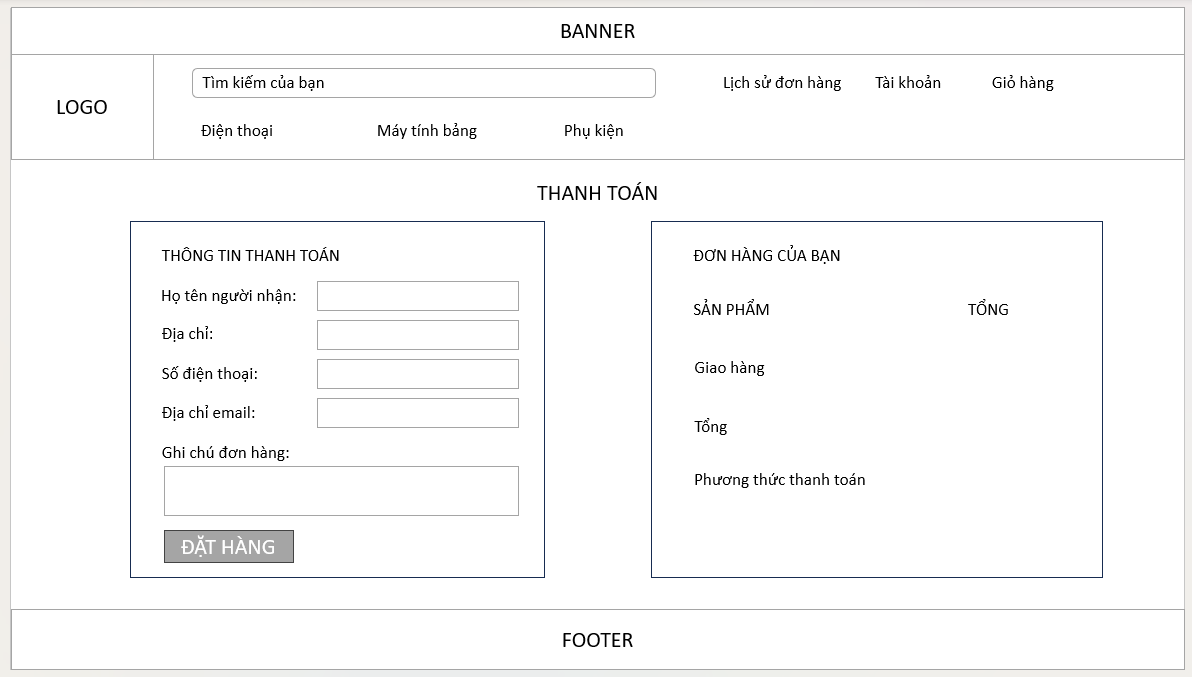 BANNER
LOGO
Tìm kiếm của bạn
Lịch sử đơn hàng Tài khoản Giỏ hàng
Điện thoại Máy tính bảng Phụ kiện
THANH TOÁN
THÔNG TIN THANH TOÁN
Họ tên người nhận:
Địa chỉ:
Số điện thoại:
Địa chỉ email:
Ghi chú đơn hàng:
ĐẶT HÀNG
ĐƠN HÀNG CỦA BẠN
SẢN PHẨM TỔNG
Giao hàng
Tổng
Phương thức thanh toán
FOOTER